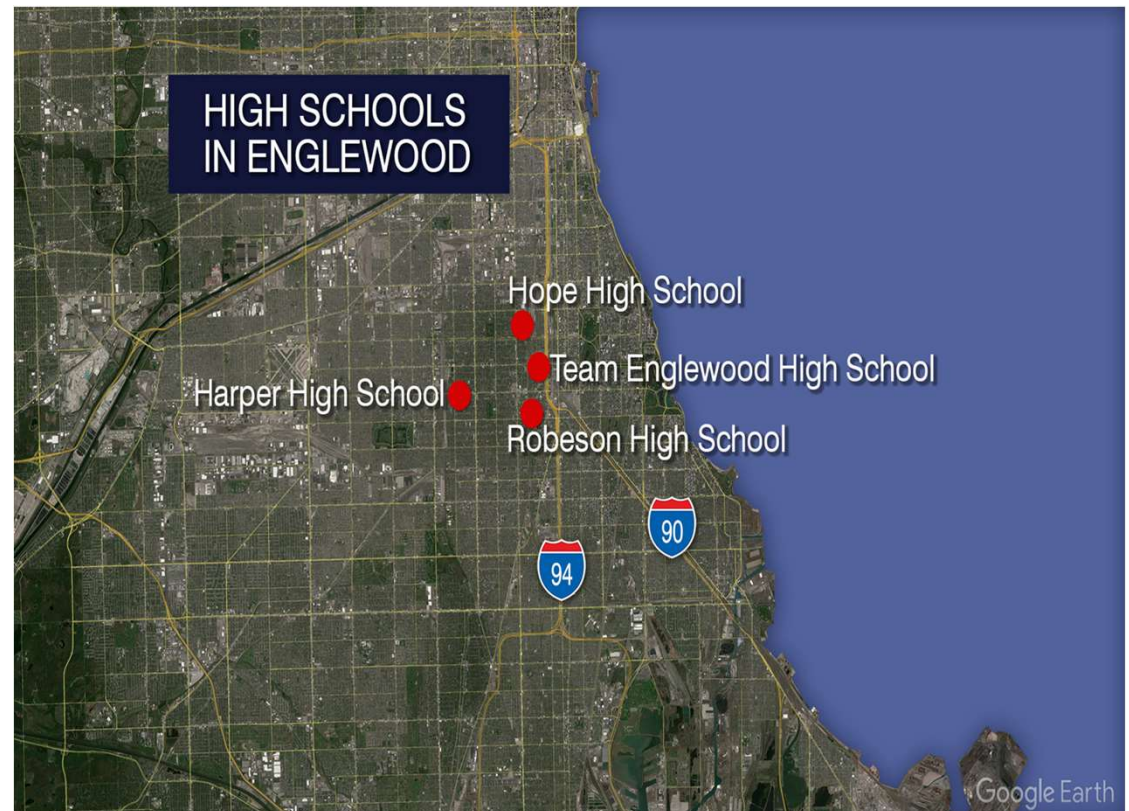 HIGH SCHOOLS
IN ENGLEWOOD
Hope High School
Team Englewood High School
Harper High School
Robeson High School
90
94
Google Earth